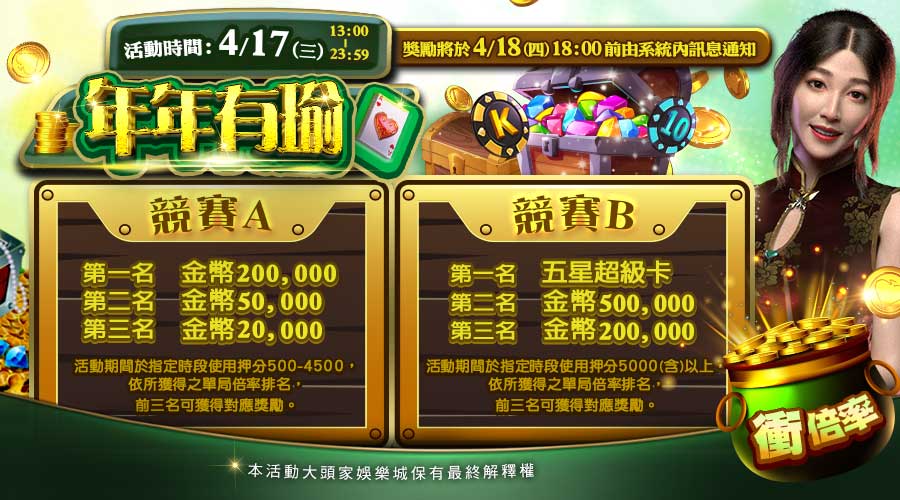 活動時間: 4/17(三) 13:00-23:59
獎勵將於4/18(四)18:00前由系統內訊息通知
年年有瑜
A
K
10
競賽A
第一名 金幣200,000
第二名 金幣50,000
第三名 金幣20,000
活動期間於指定時段使用押分500-4500，
依所獲得之單局倍率排名，
前三名可獲得對應獎勵。
競賽B
第一名 五星超級卡
第二名 金幣500,000
第三名 金幣200,000
活動期間於指定時段使用押分5000(含)以上，
依所獲得之單局倍率排名，
前三名可獲得對應獎勵。
衝倍率
本活動大頭家娛樂城保有最終解釋權